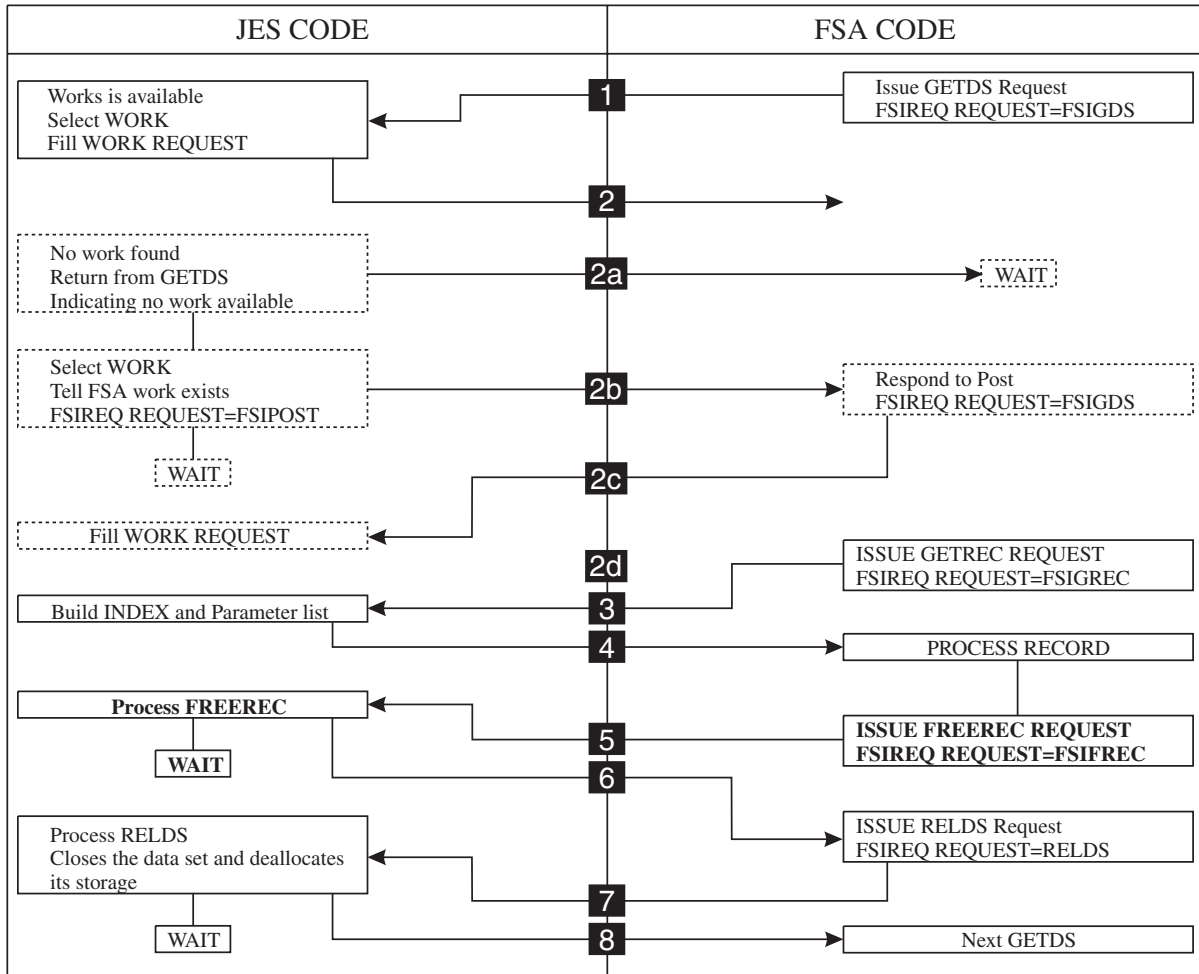 JES CODE
FSA CODE
Works is available
Select WORK
Fill WORK REQUEST
1
Issue GETDS Request
FSIREQ REQUEST=FSIGDS
2
No work found
Return from GETDS
Indicating no work available
2a
WAIT
Select WORK
Tell FSA work exists
FSIREQ REQUEST=FSIPOST
2b
Respond to Post
FSIREQ REQUEST=FSIGDS
WAIT
2c
Fill WORK REQUEST
2d
ISSUE GETREC REQUEST
FSIREQ REQUEST=FSIGREC
Build INDEX and Parameter list
3
4
PROCESS RECORD
Process FREEREC
5
ISSUE FREEREC REQUEST
FSIREQ REQUEST=FSIFREC
WAIT
6
Process RELDS
Closes the data set and deallocates
its storage
ISSUE RELDS Request
FSIREQ REQUEST=RELDS
7
WAIT
8
Next GETDS